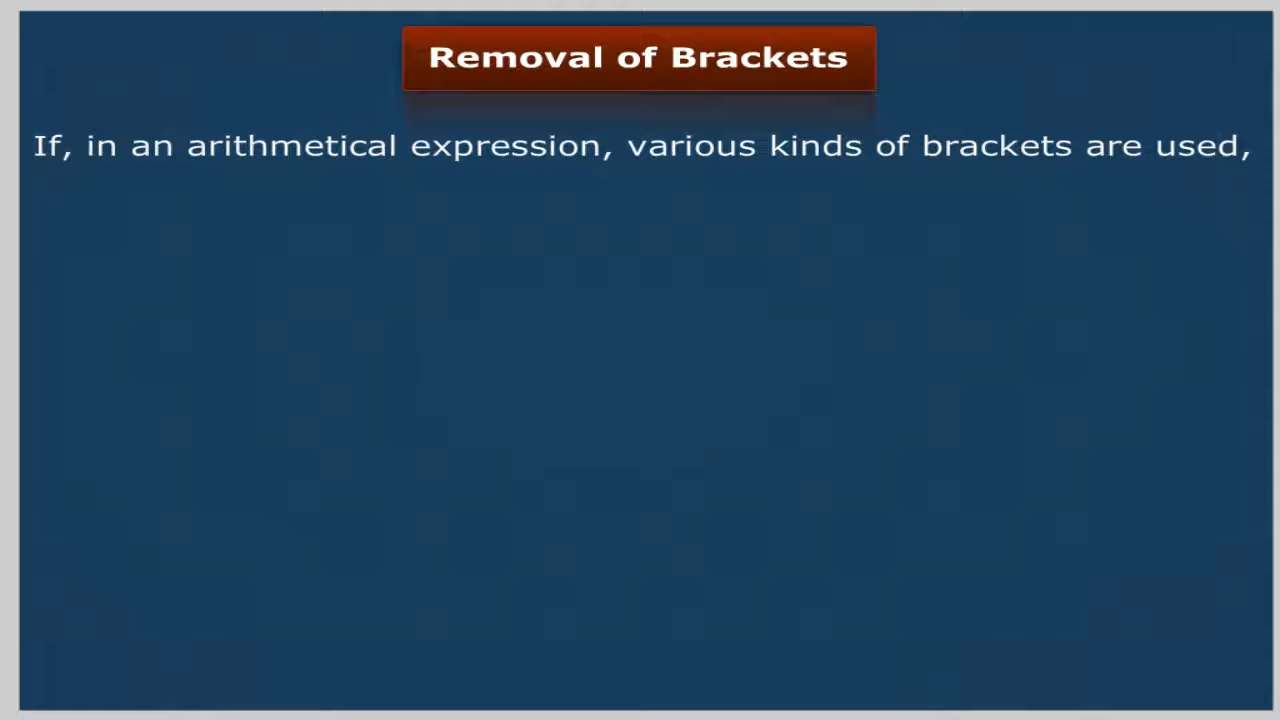 Removal of Brackets
If, in an arithmetical expression, various kinds of brackets are used,